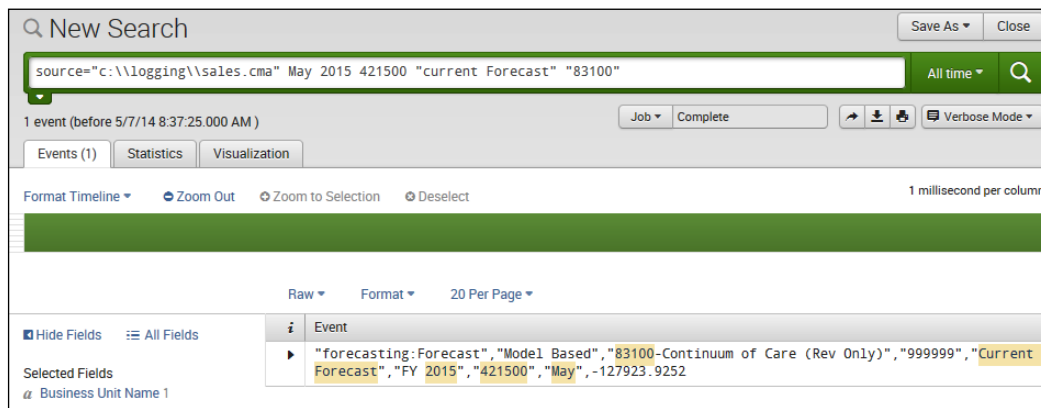 New Search
Save As Close
source="c:\\logging\\sales.cma" May 2015 421500 "current Forecast" "83100"
All time
1 event (before 5/7/14 8:37:25.000 AM )
Job Complete
Verbose Mode
Events (1) Statistics Visualization
Format Timeline Zoom Out Zoom to Selection Deselect
1 millisecond per column
Raw Format 20 Per Page
Hide Fields All Fields
i Event
"forecasting:Forecast","Model Based","83100-Continuum of Care (Rev Only)","999999","Current
Forecast","FY 2015","421500","May",-127923.9252
Selected Fields
a Business Unit Name 1